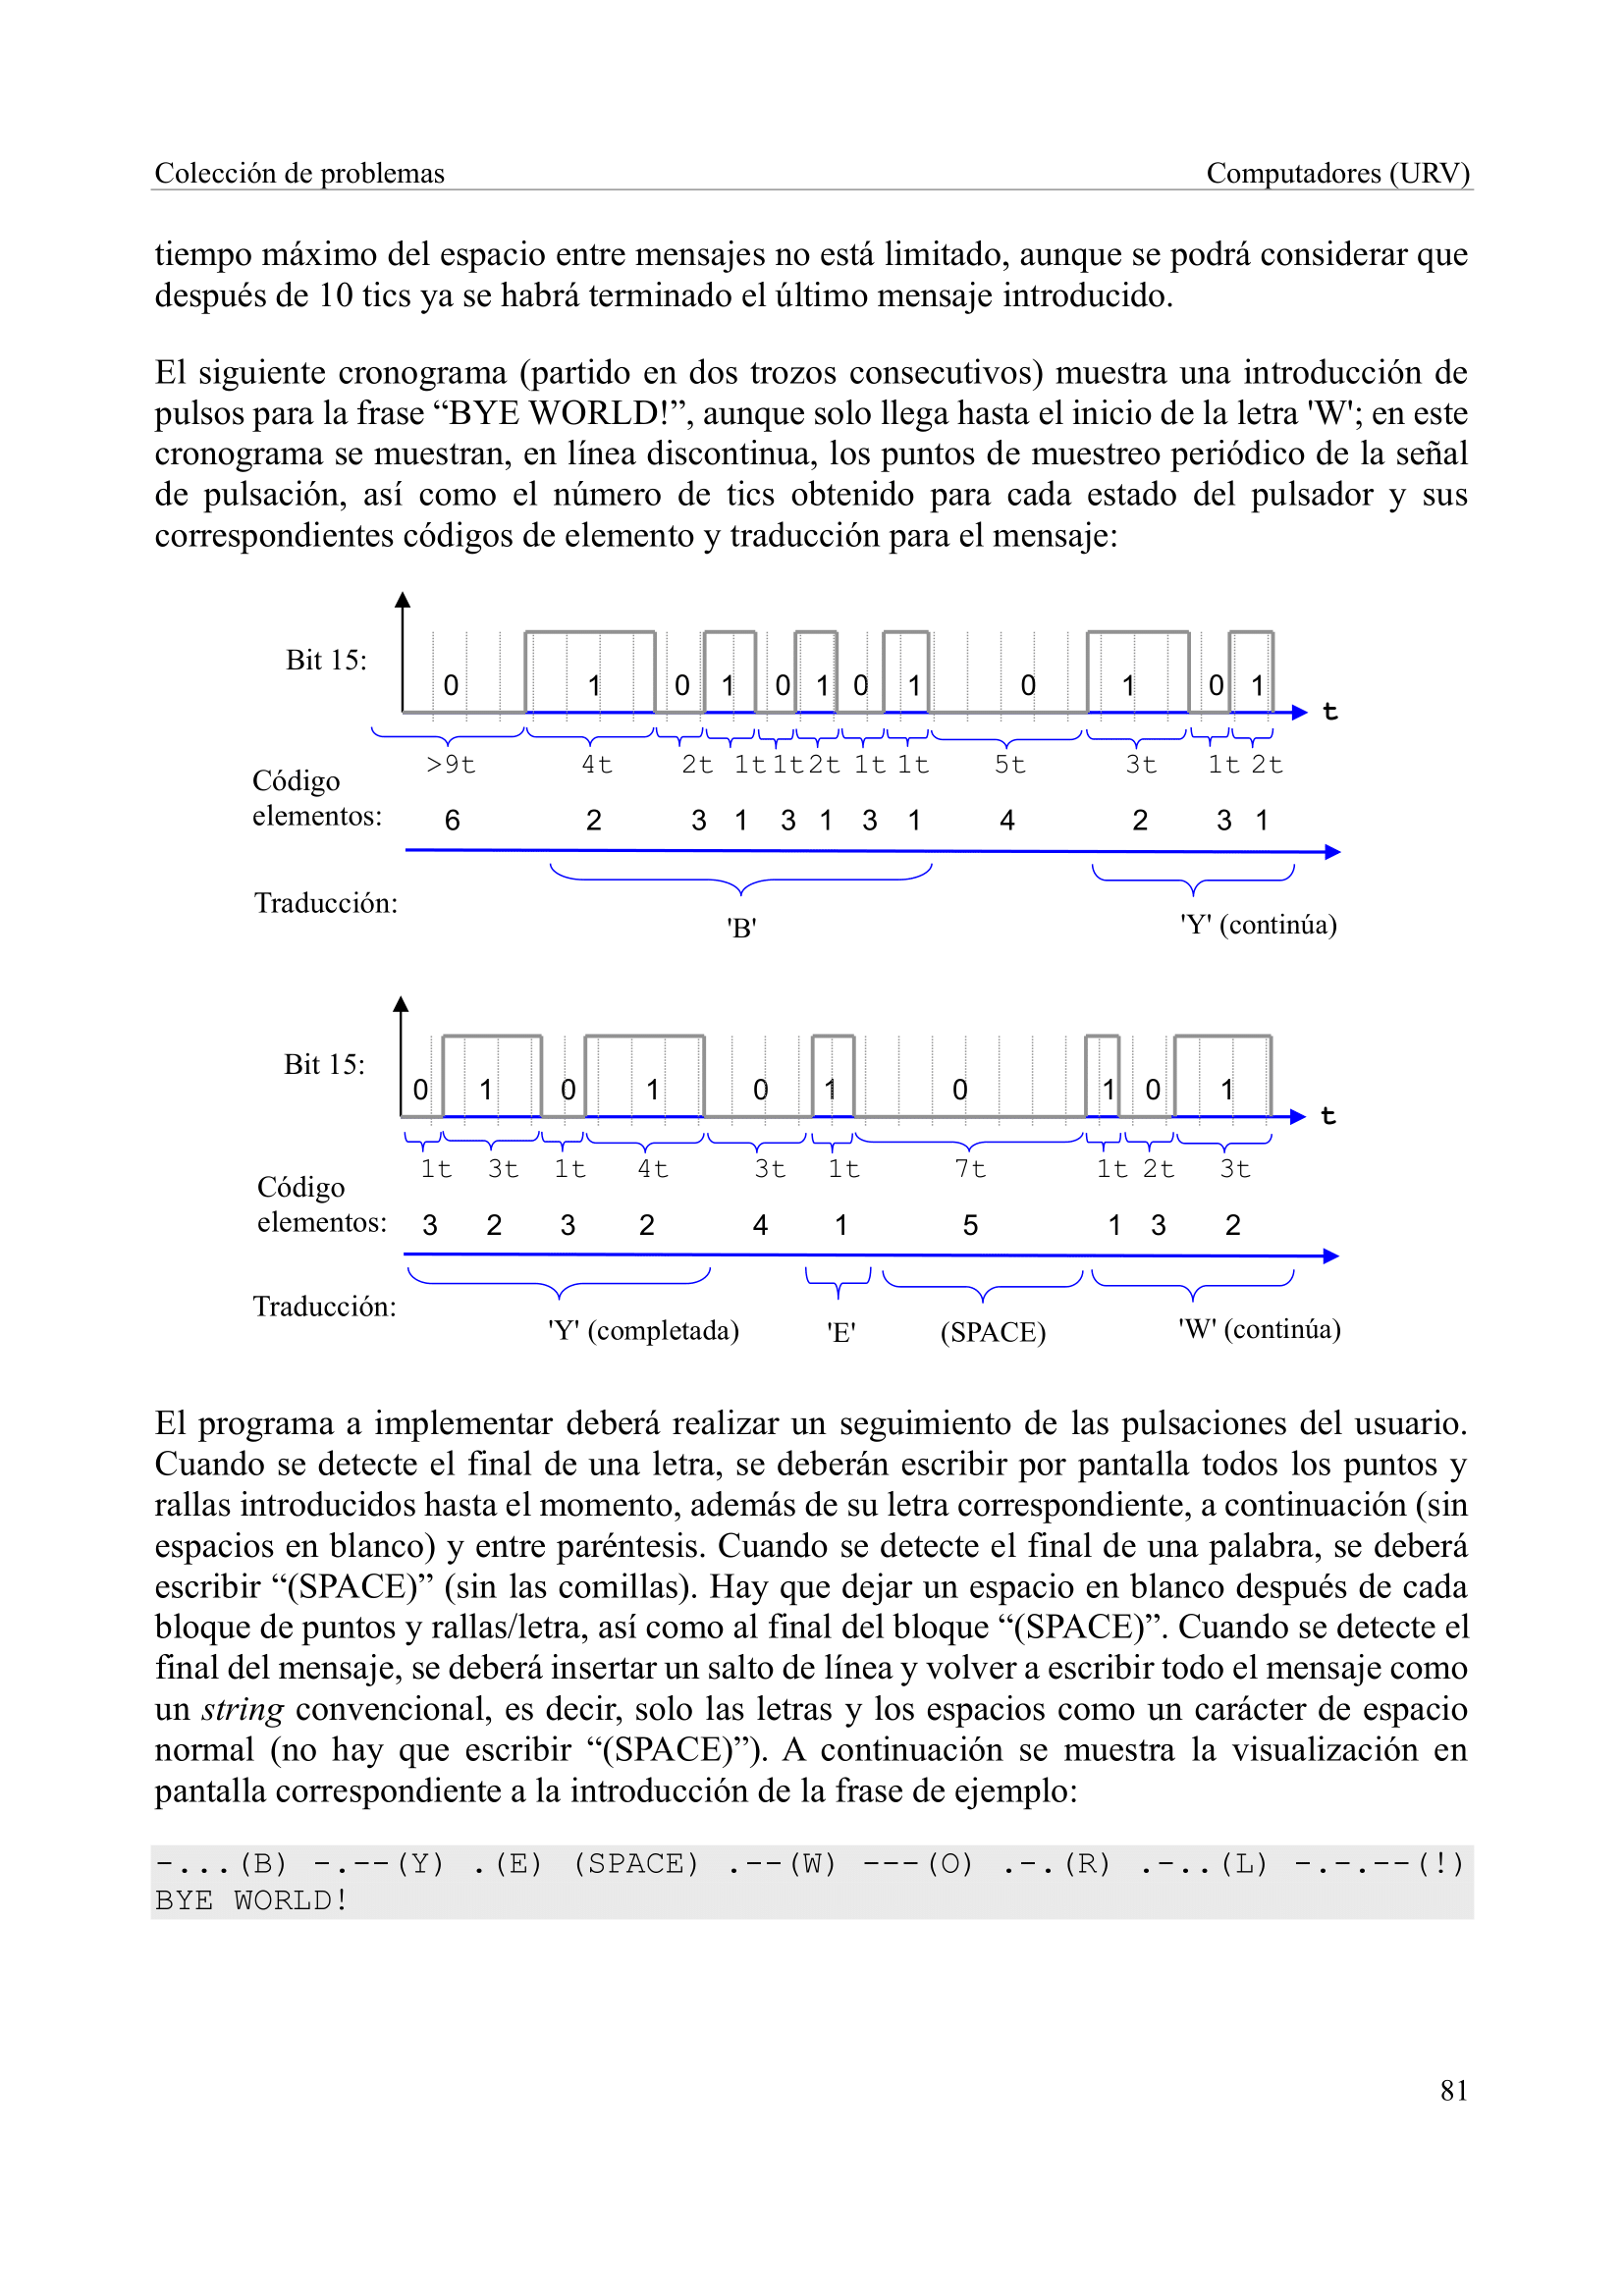 Colección de problemas Computadores (URV)
tiempo máximo del espacio entre mensajes no está limitado, aunque se podrá considerar que
después de 10 tics ya se habrá terminado el último mensaje introducido.
El siguiente cronograma (partido en dos trozos consecutivos) muestra una introducción de
pulsos para la frase “BYE WORLD!”, aunque solo llega hasta el inicio de la letra 'W'; en este
cronograma se muestran, en línea discontinua, los puntos de muestreo periódico de la señal
de pulsación, así como el número de tics obtenido para cada estado del pulsador y sus
correspondientes códigos de elemento y traducción para el mensaje:
Bit 15: 0 1 0 1 0 1 0 1 0 1 0 1 t
>9t 4t 2t 1t 1t 2t 1t 1t 5t 3t 1t 2t
Código
elementos: 6 2 3 1 3 1 3 1 4 2 3 1
Traducción: 'B' 'Y' (continúa)
Bit 15: 0 1 0 1 0 1 0 1 0 1 t
1t 3t 1t 4t 3t 1t 7t 1t 2t 3t
Código
elementos: 3 2 3 2 4 1 5 1 3 2
Traducción: 'Y' (completada) 'E' (SPACE) 'W' (continúa)
El programa a implementar deberá realizar un seguimiento de las pulsaciones del usuario.
Cuando se detecte el final de una letra, se deberán escribir por pantalla todos los puntos y
rallas introducidos hasta el momento, además de su letra correspondiente, a continuación (sin
espacios en blanco) y entre paréntesis. Cuando se detecte el final de una palabra, se deberá
escribir “(SPACE)” (sin las comillas). Hay que dejar un espacio en blanco después de cada
bloque de puntos y rallas/letra, así como al final del bloque “(SPACE)”. Cuando se detecte el
final del mensaje, se deberá insertar un salto de línea y volver a escribir todo el mensaje como
un string convencional, es decir, solo las letras y los espacios como un carácter de espacio
normal (no hay que escribir “(SPACE)”). A continuación se muestra la visualización en
pantalla correspondiente a la introducción de la frase de ejemplo:
-...(B) -.--(Y) .(E) (SPACE) .--(W) ---(O) .-.(R) .-..(L) -.-.--(!)
BYE WORLD!
81